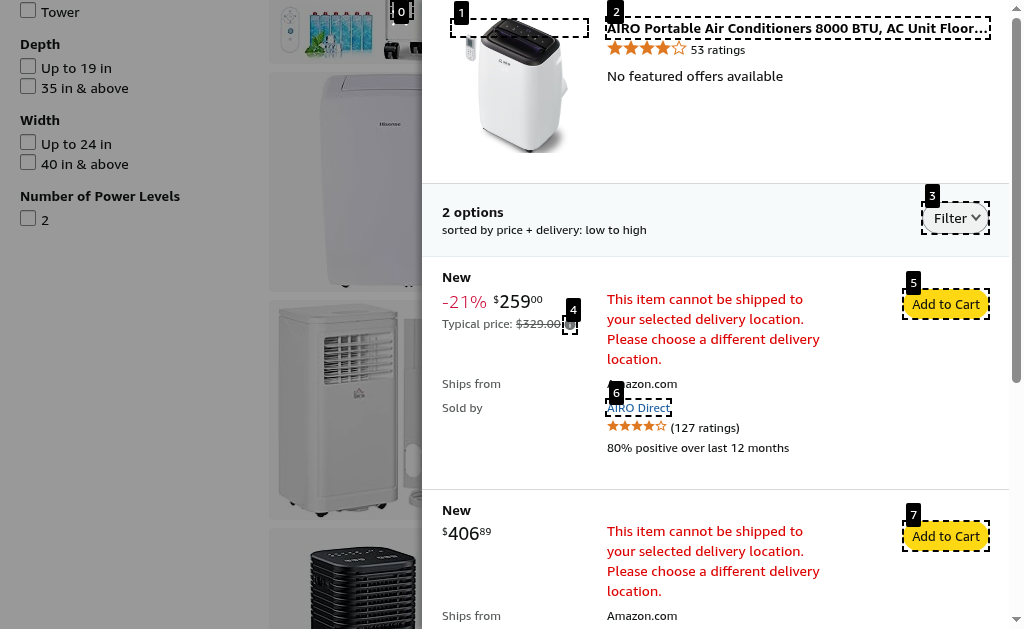 Tower
Depth
Up to 19 in
35 in & above
Width
Up to 24 in
40 in & above
Number of Power Levels
2
0
Hisense
1
2
AIRO Portable Air Conditioners 8000 BTU, AC Unit Floor...
53 ratings
No featured offers available
2 options
sorted by price + delivery: low to high
3
Filter
New
-21% $259.00
4
Typical price: $329.00
This item cannot be shipped to
your selected delivery location.
Please choose a different delivery
location.
5
Add to Cart
Ships from
Amazon.com
6
Sold by
AIRO Direct
(127 ratings)
80% positive over last 12 months
New
$406.89
This item cannot be shipped to
your selected delivery location.
Please choose a different delivery
location.
7
Add to Cart
Ships from
Amazon.com